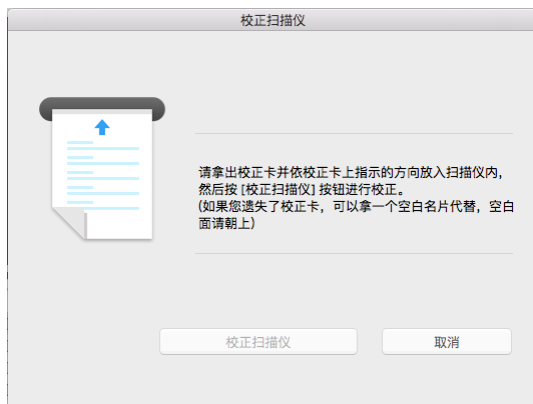 校正扫描仪
请拿出校正卡并依校正卡上指示的方向放入扫描仪内，
然后按 [校正扫描仪] 按钮进行校正。
(如果您遗失了校正卡，可以拿一个空白名片代替，空白
面请朝上)
校正扫描仪
取消